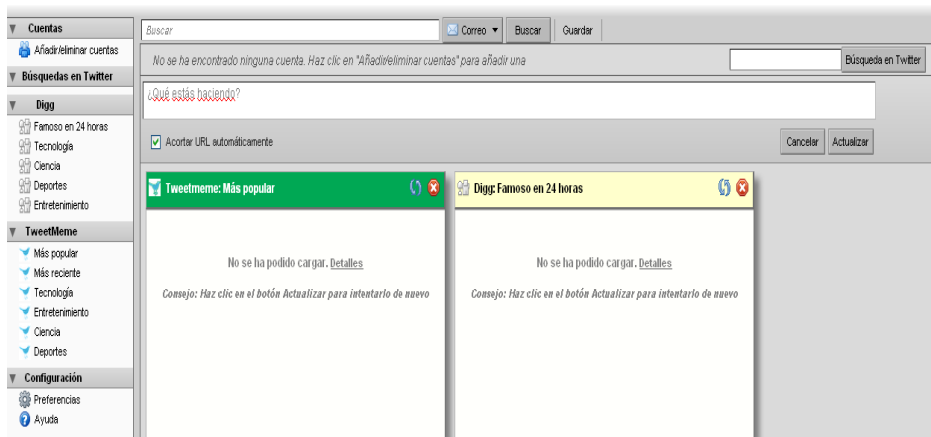 Cuentas
Añadir/eliminar cuentas
Búsquedas en Twitter
Digg
Famoso en 24 horas
Tecnología
Ciencia
Deportes
Entretenimiento
TweetMeme
Más popular
Más reciente
Tecnología
Entretenimiento
Ciencia
Deportes
Configuración
Preferencias
Ayuda
Buscar
Correo
Buscar
Guardar
No se ha encontrado ninguna cuenta. Haz clic en "Añadir/eliminar cuentas" para añadir una
Búsqueda en Twitter
¿Qué estás haciendo?
Acortar URL automáticamente
Cancelar
Actualizar
Tweetmeme: Más popular
No se ha podido cargar. Detalles
Consejo: Haz clic en el botón Actualizar para intentarlo de nuevo
Digg: Famoso en 24 horas
No se ha podido cargar. Detalles
Consejo: Haz clic en el botón Actualizar para intentarlo de nuevo